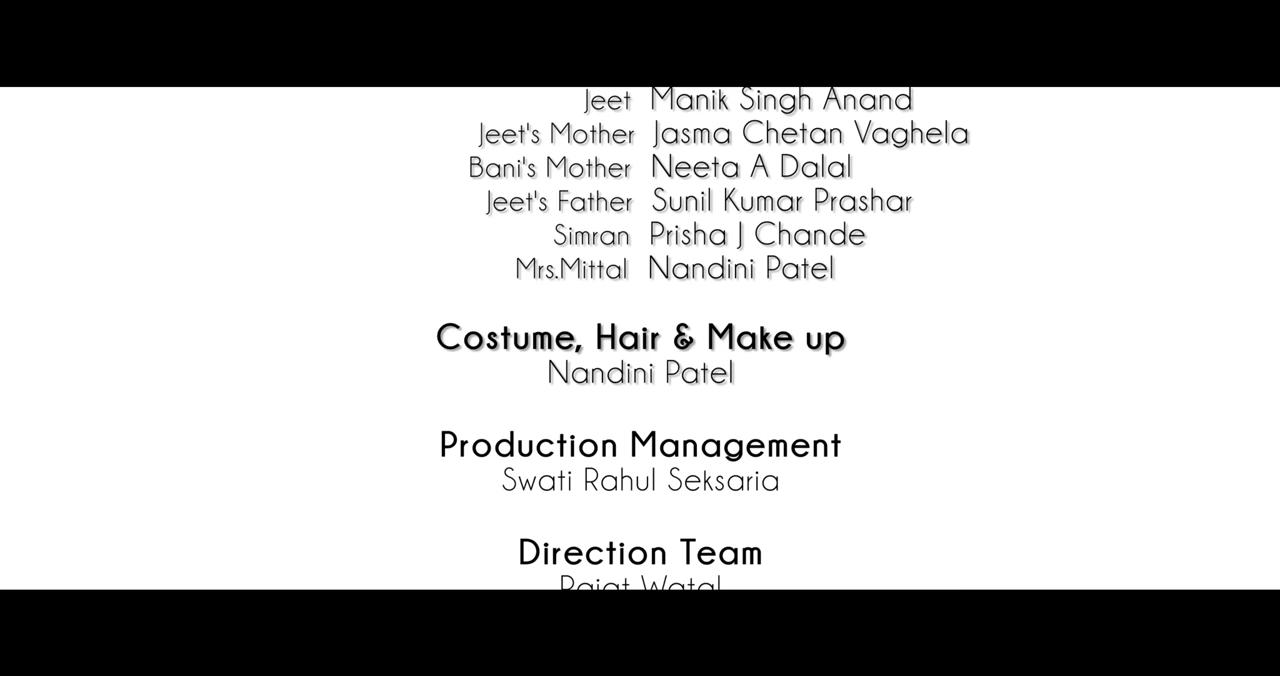 Jeet Manik Singh Anand
Jeet's Mother Jasma Chetan Vaghela
Bani's Mother Neeta A Dalal
Jeet's Father Sunil Kumar Prashar
Simran Prisha J Chande
Mrs.Mittal Nandini Patel
Costume, Hair & Make up
Nandini Patel
Production Management
Swati Rahul Seksaria
Direction Team
Rajat Watal